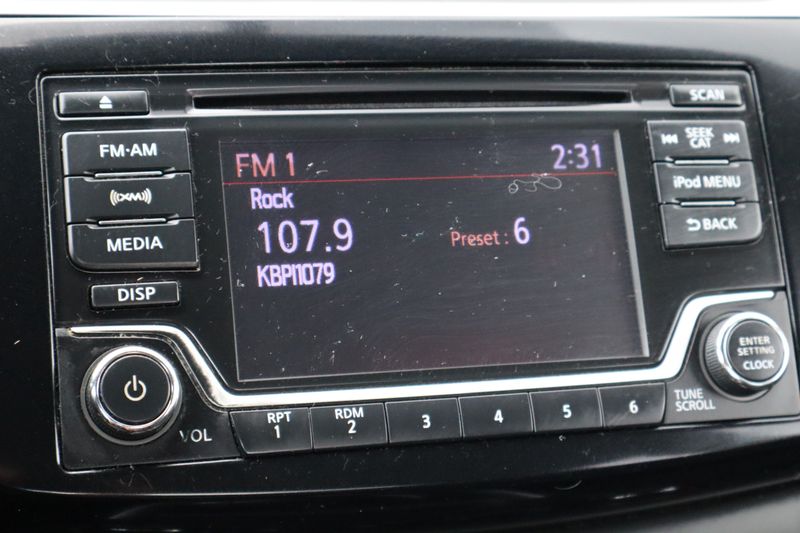 SCAN
FM·AM
SEEK
CAT
FM 1
2:31
((XM))
iPod MENU
Rock
107.9
Preset : 6
BACK
MEDIA
KBPI1079
DISP
ENTER
SETTING
CLOCK
VOL
RPT
1
RDM
2
3
4
5
6
TUNE
SCROLL